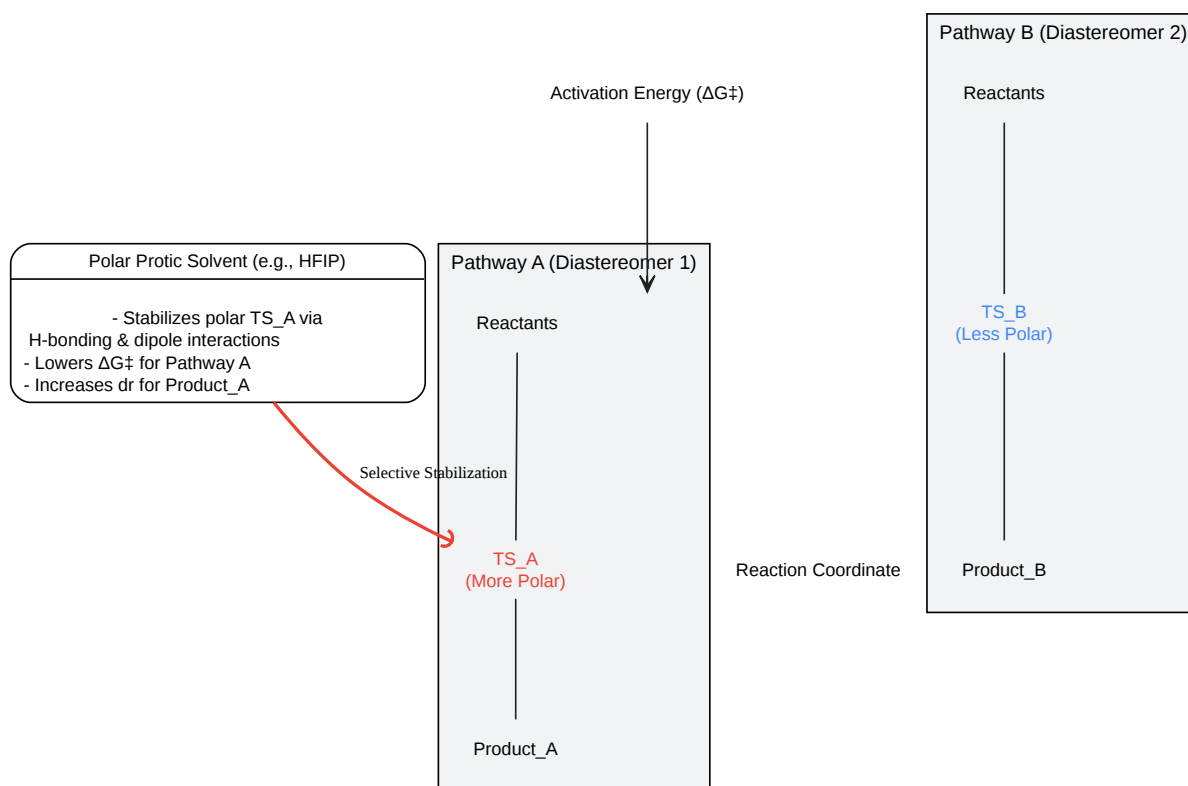 Pathway B (Diastereomer 2)
Reactants
TS_B
(Less Polar)
Product_B
Activation Energy (ΔG‡)
Polar Protic Solvent (e.g., HFIP)
- Stabilizes polar TS_A via
H-bonding & dipole interactions
- Lowers ΔG‡ for Pathway A
- Increases dr for Product_A
Selective Stabilization
Pathway A (Diastereomer 1)
Reactants
TS_A
(More Polar)
Product_A
Reaction Coordinate